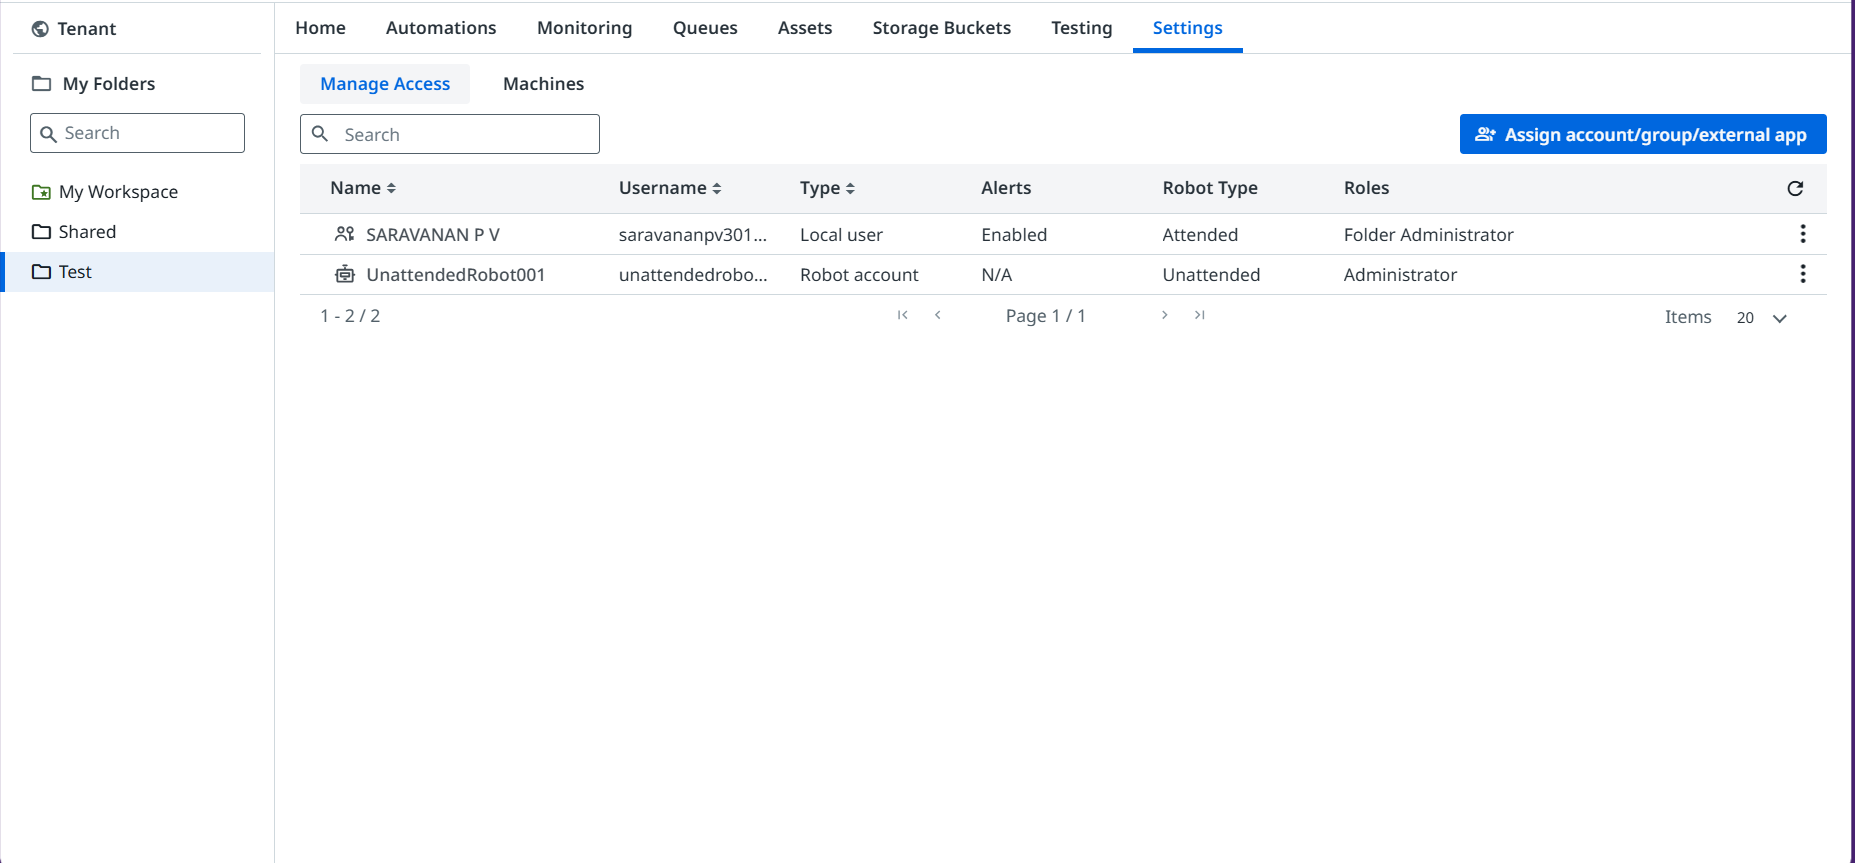 Tenant
Home Automations Monitoring Queues Assets Storage Buckets Testing Settings
My Folders
Search
My Workspace
Shared
Test
Manage Access Machines
Search
Assign account/group/external app
Name Username Type Alerts Robot Type Roles
SARAVANAN P V saravananpv301... Local user Enabled Attended Folder Administrator
UnattendedRobot001 unattendedrobo... Robot account N/A Unattended Administrator
1 - 2 / 2 Page 1 / 1 Items 20